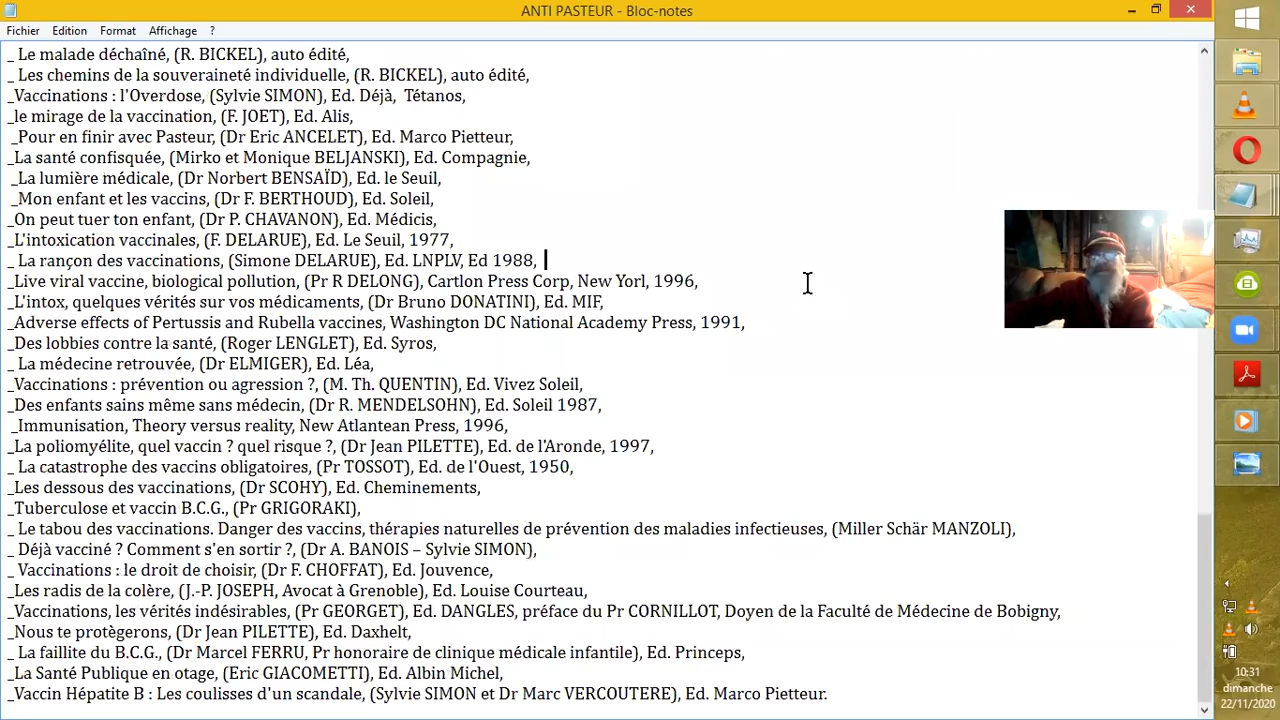 ANTI PASTEUR - Bloc-notes
Fichier Edition Format Affichage ?
_ Le malade déchaîné, (R. BICKEL), auto édité,
_ Les chemins de la souveraineté individuelle, (R. BICKEL), auto édité,
_Vaccinations : l'Overdose, (Sylvie SIMON), Ed. Déjà, Tétanos,
_le mirage de la vaccination, (F. JOET), Ed. Alis,
_Pour en finir avec Pasteur, (Dr Eric ANCELET), Ed. Marco Pietteur,
_La santé confisquée, (Mirko et Monique BELJANSKI), Ed. Compagnie,
_La lumière médicale, (Dr Norbert BENSAÏD), Ed. le Seuil,
_Mon enfant et les vaccins, (Dr F. BERTHOUD), Ed. Soleil,
_On peut tuer ton enfant, (Dr P. CHAVANON), Ed. Médicis,
_L'intoxication vaccinales, (F. DELARUE), Ed. Le Seuil, 1977,
_ La rançon des vaccinations, (Simone DELARUE), Ed. LNPLV, Ed 1988,
_Live viral vaccine, biological pollution, (Pr R DELONG), Cartlon Press Corp, New Yorl, 1996,
_L'intox, quelques vérités sur vos médicaments, (Dr Bruno DONATINI), Ed. MIF,
_Adverse effects of Pertussis and Rubella vaccines, Washington DC National Academy Press, 1991,
_Des lobbies contre la santé, (Roger LENGLET), Ed. Syros,
_ La médecine retrouvée, (Dr ELMIGER), Ed. Léa,
_Vaccinations : prévention ou agression ?, (M. Th. QUENTIN), Ed. Vivez Soleil,
_Des enfants sains même sans médecin, (Dr R. MENDELSOHN), Ed. Soleil 1987,
_Immunisation, Theory versus reality, New Atlantean Press, 1996,
_La poliomyélite, quel vaccin ? quel risque ?, (Dr Jean PILETTE), Ed. de l'Aronde, 1997,
_ La catastrophe des vaccins obligatoires, (Pr TOSSOT), Ed. de l'Ouest, 1950,
_Les dessous des vaccinations, (Dr SCOHY), Ed. Cheminements,
_Tuberculose et vaccin B.C.G., (Pr GRIGORAKI),
_ Le tabou des vaccinations. Danger des vaccins, thérapies naturelles de prévention des maladies infectieuses, (Miller Schär MANZOLI),
_ Déjà vacciné ? Comment s'en sortir ?, (Dr A. BANOIS – Sylvie SIMON),
_ Vaccinations : le droit de choisir, (Dr F. CHOFFAT), Ed. Jouvence,
_Les radis de la colère, (J.-P. JOSEPH, Avocat à Grenoble), Ed. Louise Courteau,
_Vaccinations, les vérités indésirables, (Pr GEORGET), Ed. DANGLES, préface du Pr CORNILLOT, Doyen de la Faculté de Médecine de Bobigny,
_Nous te protègerons, (Dr Jean PILETTE), Ed. Daxhelt,
_ La faillite du B.C.G., (Dr Marcel FERRU, Pr honoraire de clinique médicale infantile), Ed. Princeps,
_La Santé Publique en otage, (Eric GIACOMETTI), Ed. Albin Michel,
_Vaccin Hépatite B : Les coulisses d'un scandale, (Sylvie SIMON et Dr Marc VERCOUTERE), Ed. Marco Pietteur.
10:31
dimanche
22/11/2020